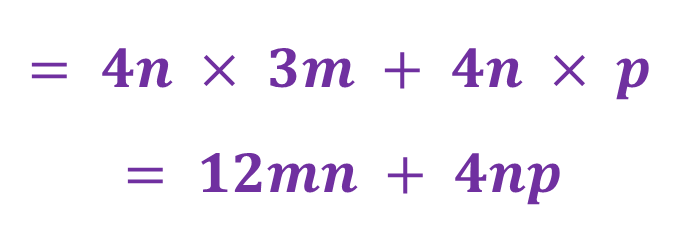 = 4n × 3m + 4n × p
= 12mn + 4np